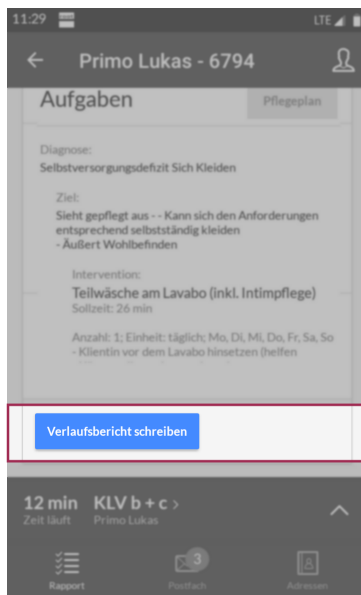 11:29
LTE
Primo Lukas - 6794
Aufgaben
Pflegeplan
Diagnose:
Selbstversorgungsdefizit Sich Kleiden
Ziel:
Sieht gepflegt aus - - Kann sich den Anforderungen
entsprechend selbstständig kleiden
- Äußert Wohlbefinden
Intervention:
Teilwäsche am Lavabo (inkl. Intimpflege)
Sollzeit: 26 min
Anzahl: 1; Einheit: täglich; Mo, Di, Mi, Do, Fr, Sa, So
- Klientin vor dem Lavabo hinsetzen (helfen
Verlaufsbericht schreiben
12 min KLV b + c >
Zeit läuft Primo Lukas
3
Rapport Postfach Adressen